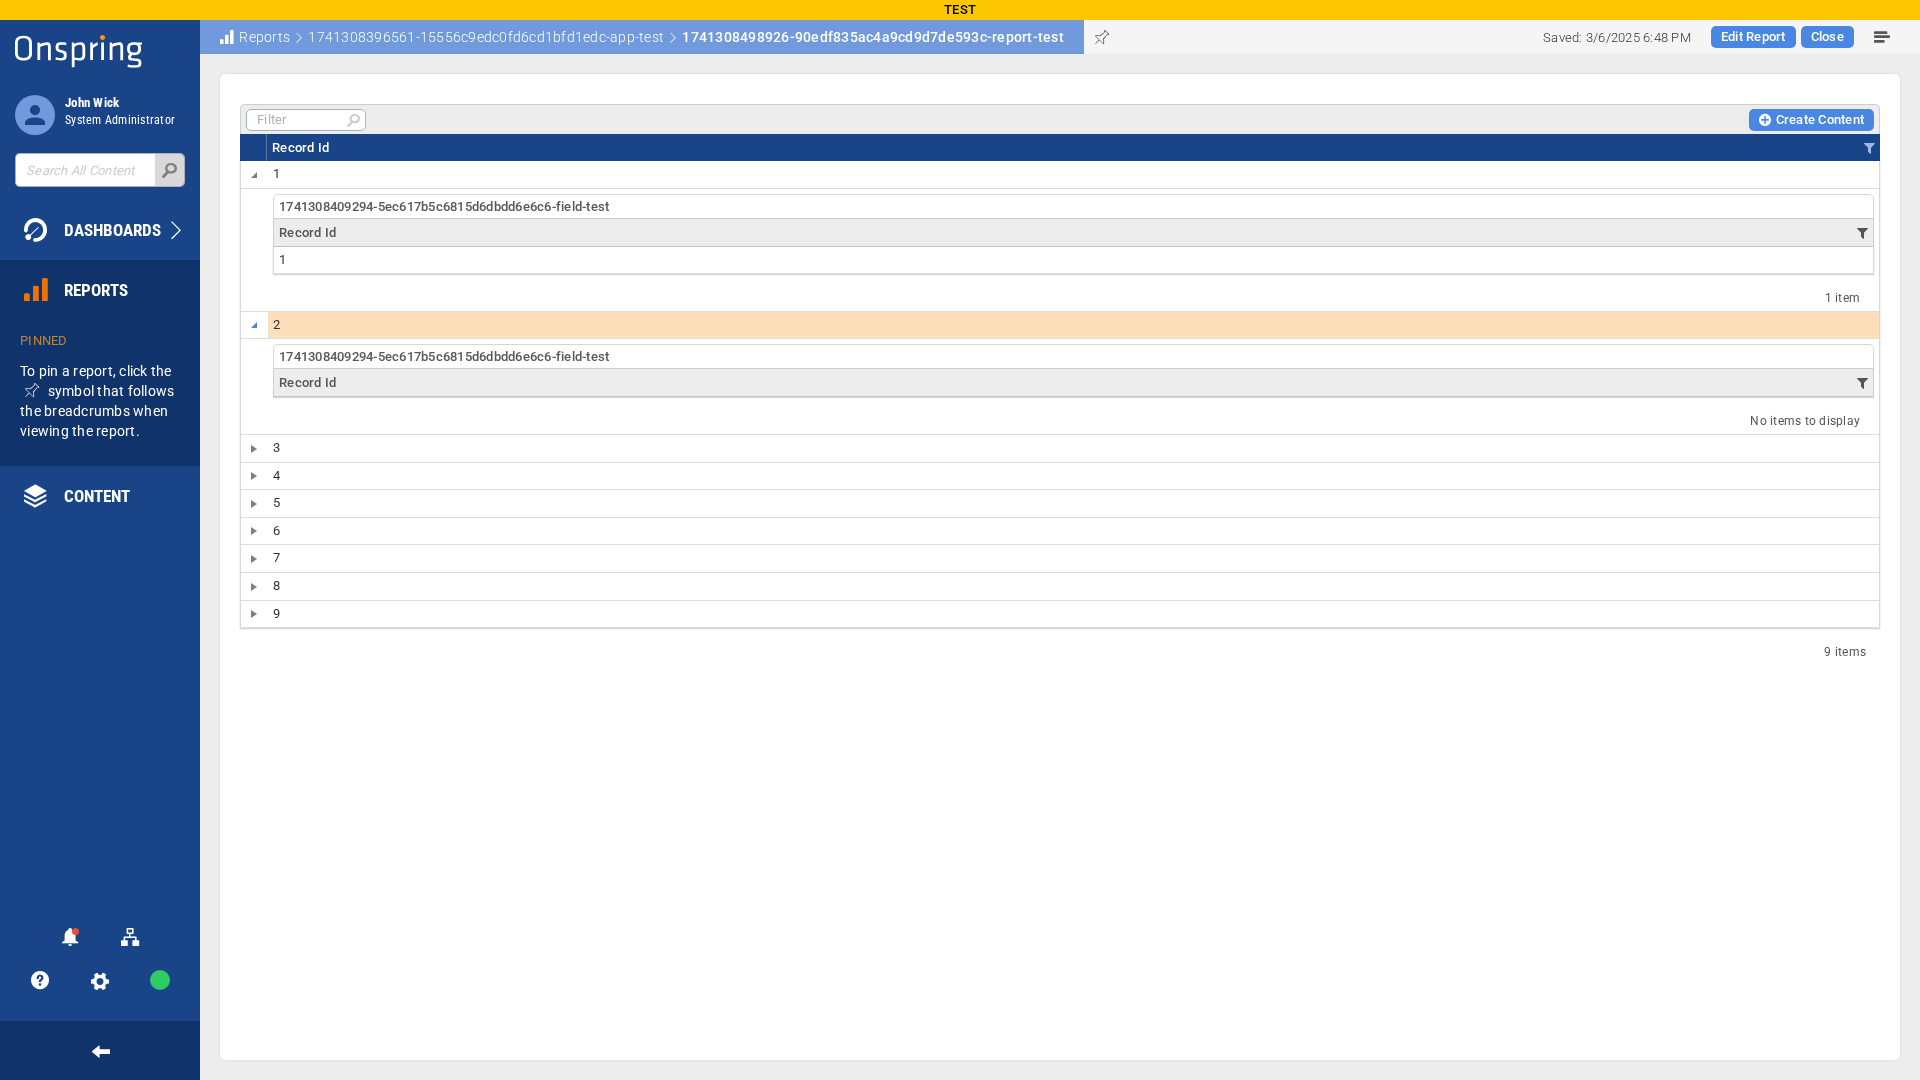 TEST
Onspring
Reports
1741308396561-15556c9edc0fd6cd1bfd1edc-app-test
1741308498926-90edf835ac4a9cd9d7de593c-report-test
Saved: 3/6/2025 6:48 PM
Edit Report
Close
John Wick
System Administrator
Search All Content
DASHBOARDS
REPORTS
PINNED
To pin a report, click the
symbol that follows
the breadcrumbs when
viewing the report.
CONTENT
Filter
Create Content
Record Id
1
1741308409294-5ec617b5c6815d6dbdd6e6c6-field-test
Record Id
1
1 item
2
1741308409294-5ec617b5c6815d6dbdd6e6c6-field-test
Record Id
No items to display
3
4
5
6
7
8
9
9 items